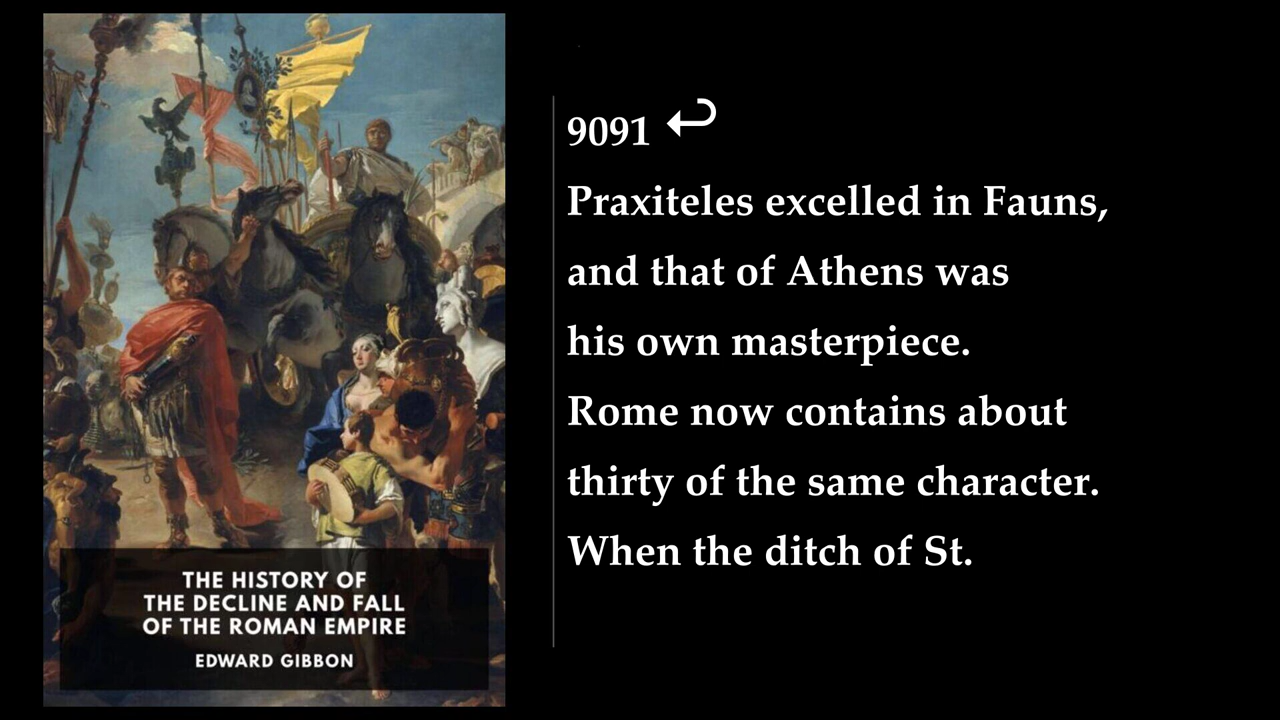 THE HISTORY OF
THE DECLINE AND FALL
OF THE ROMAN EMPIRE
EDWARD GIBBON
9091 ↩
Praxiteles excelled in Fauns,
and that of Athens was
his own masterpiece.
Rome now contains about
thirty of the same character.
When the ditch of St.